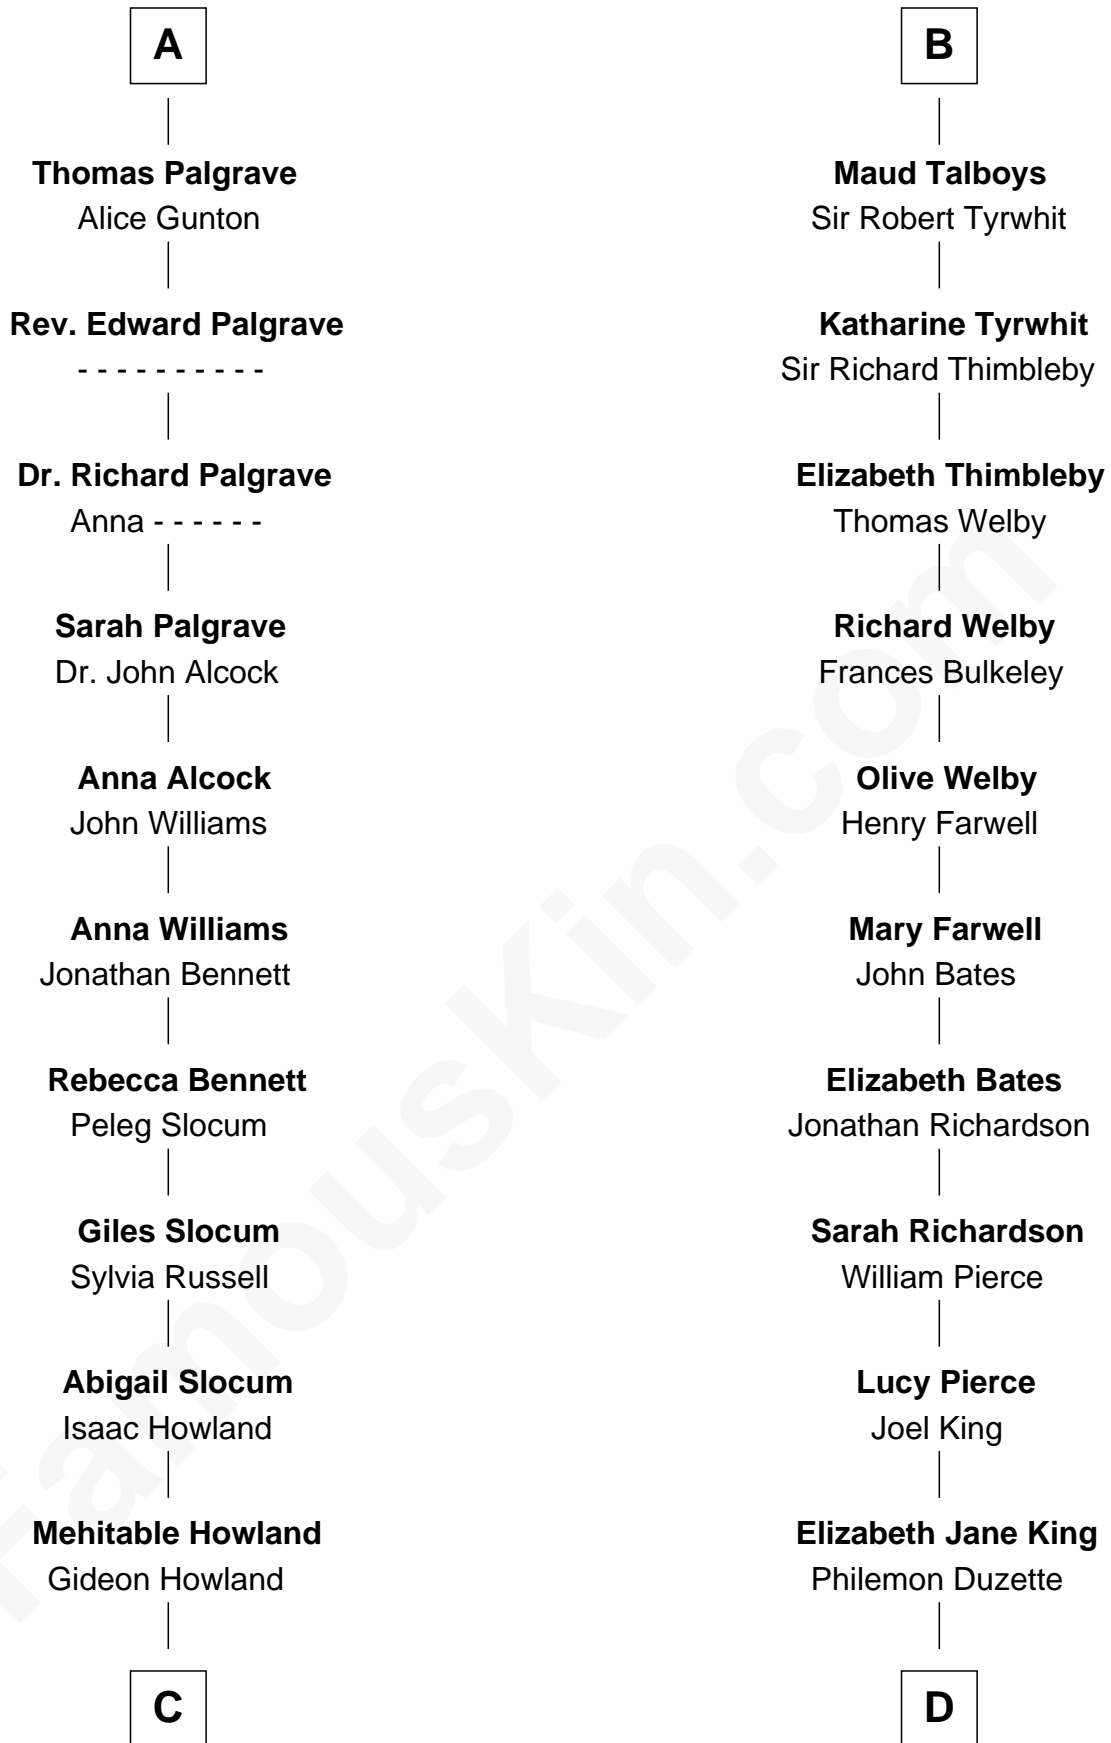 A
Thomas Palgrave
Alice Gunton
Rev. Edward Palgrave
- - - - - - - - - -
Dr. Richard Palgrave
Anna - - - - - -
Sarah Palgrave
Dr. John Alcock
Anna Alcock
John Williams
Anna Williams
Jonathan Bennett
Rebecca Bennett
Peleg Slocum
Giles Slocum
Sylvia Russell
Abigail Slocum
Isaac Howland
Mehitable Howland
Gideon Howland
C
B
Maud Talboys
Sir Robert Tyrwhit
Katharine Tyrwhit
Sir Richard Thimbleby
Elizabeth Thimbleby
Thomas Welby
Richard Welby
Frances Bulkeley
Olive Welby
Henry Farwell
Mary Farwell
John Bates
Elizabeth Bates
Jonathan Richardson
Sarah Richardson
William Pierce
Lucy Pierce
Joel King
Elizabeth Jane King
Philemon Duzette
D
FamousKin.com